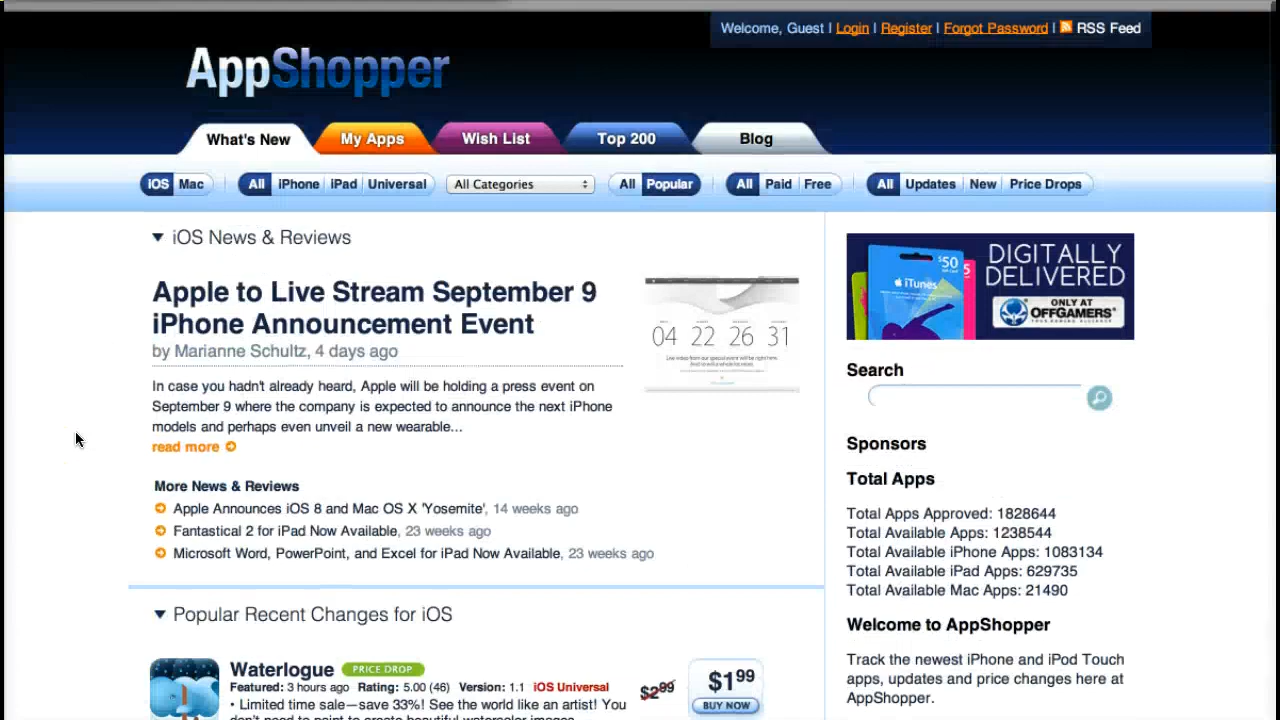 Welcome, Guest | Login | Register | Forgot Password | RSS Feed
AppShopper
What's New
My Apps
Wish List
Top 200
Blog
iOS Mac
All iPhone iPad Universal
All Categories
All Popular
All Paid Free
All Updates New Price Drops
iOS News & Reviews
Apple to Live Stream September 9
iPhone Announcement Event
by Marianne Schultz, 4 days ago
In case you hadn't already heard, Apple will be holding a press event on
September 9 where the company is expected to announce the next iPhone
models and perhaps even unveil a new wearable...
read more
04 22 26 31
More News & Reviews
Apple Announces iOS 8 and Mac OS X 'Yosemite', 14 weeks ago
Fantastical 2 for iPad Now Available, 23 weeks ago
Microsoft Word, PowerPoint, and Excel for iPad Now Available, 23 weeks ago
Popular Recent Changes for iOS
Waterlogue PRICE DROP
Featured: 3 hours ago Rating: 5.00 (46) Version: 1.1 iOS Universal
• Limited time sale—save 33%! See the world like an artist! You
don't need to paint to create beautiful watercolor images
$2.99
$1.99
BUY NOW
$50
iTunes
DIGITALLY
DELIVERED
ONLY AT
OFFGAMERS
Search
Sponsors
Total Apps
Total Apps Approved: 1828644
Total Available Apps: 1238544
Total Available iPhone Apps: 1083134
Total Available iPad Apps: 629735
Total Available Mac Apps: 21490
Welcome to AppShopper
Track the newest iPhone and iPod Touch
apps, updates and price changes here at
AppShopper.